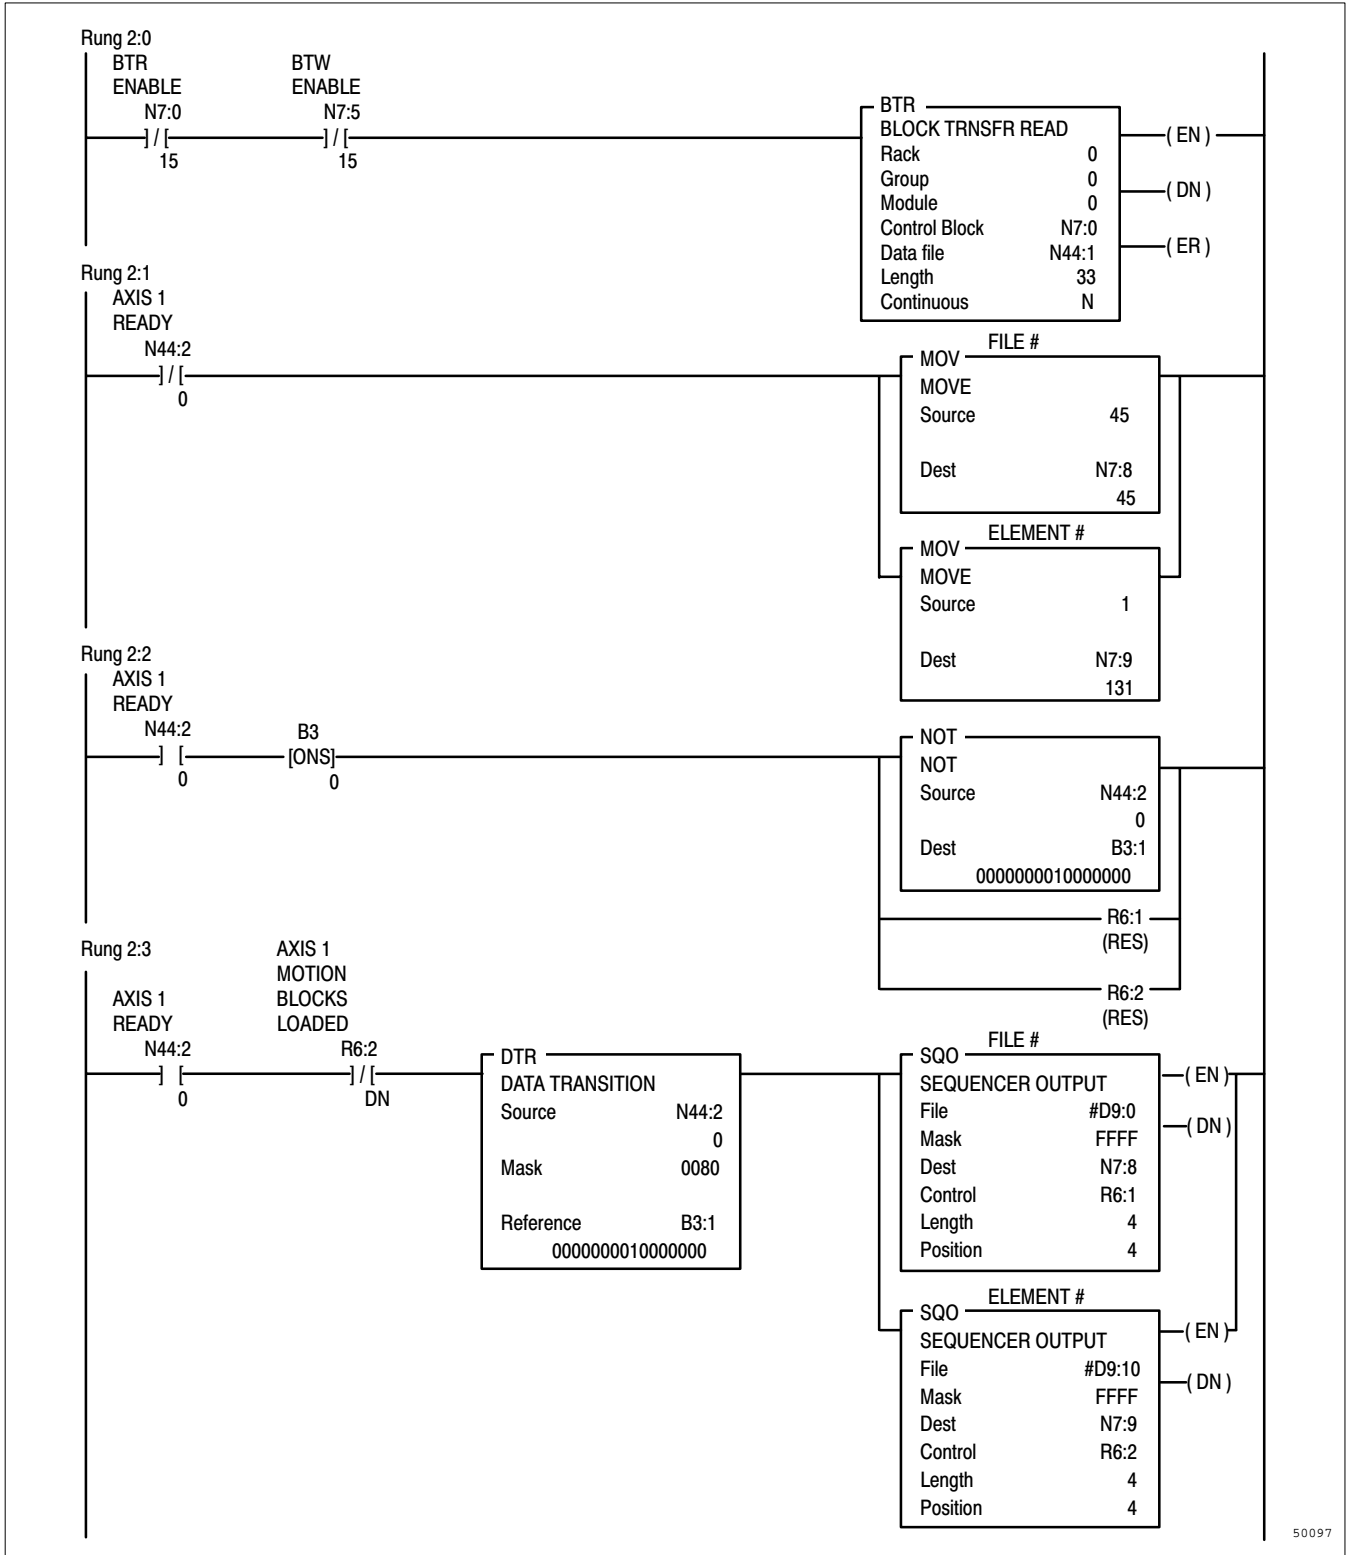 Rung 2:0
BTR
ENABLE
N7:0
] / [
15
BTW
ENABLE
N7:5
] / [
15
BTR
BLOCK TRNSFR READ
Rack 0
Group 0
Module 0
Control Block N7:0
Data file N44:1
Length 33
Continuous N
( EN )
( DN )
( ER )
Rung 2:1
AXIS 1
READY
N44:2
] / [
0
FILE #
MOV
MOVE
Source 45
Dest N7:8
45
ELEMENT #
MOV
MOVE
Source 1
Dest N7:9
131
Rung 2:2
AXIS 1
READY
N44:2
] [
0
B3
[ONS]
0
NOT
NOT
Source N44:2
0
Dest B3:1
0000000010000000
R6:1
(RES)
R6:2
(RES)
Rung 2:3
AXIS 1
READY
N44:2
] [
0
AXIS 1
MOTION
BLOCKS
LOADED
R6:2
] / [
DN
DTR
DATA TRANSITION
Source N44:2
0
Mask 0080
Reference B3:1
0000000010000000
FILE #
SQO
SEQUENCER OUTPUT
File #D9:0
Mask FFFF
Dest N7:8
Control R6:1
Length 4
Position 4
( EN )
( DN )
ELEMENT #
SQO
SEQUENCER OUTPUT
File #D9:10
Mask FFFF
Dest N7:9
Control R6:2
Length 4
Position 4
( EN )
( DN )
50097